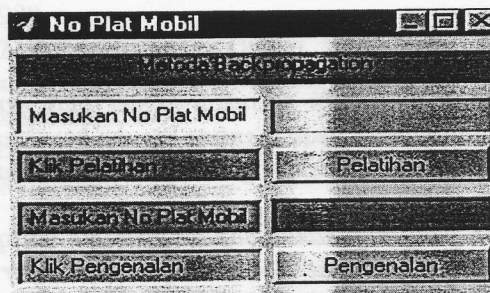 No Plat Mobil
Metoda Backpropagation
Masukan No Plat Mobil
Klik Pelatihan Pelatihan
Masukan No Plat Mobil
Klik Pengenalan Pengenalan